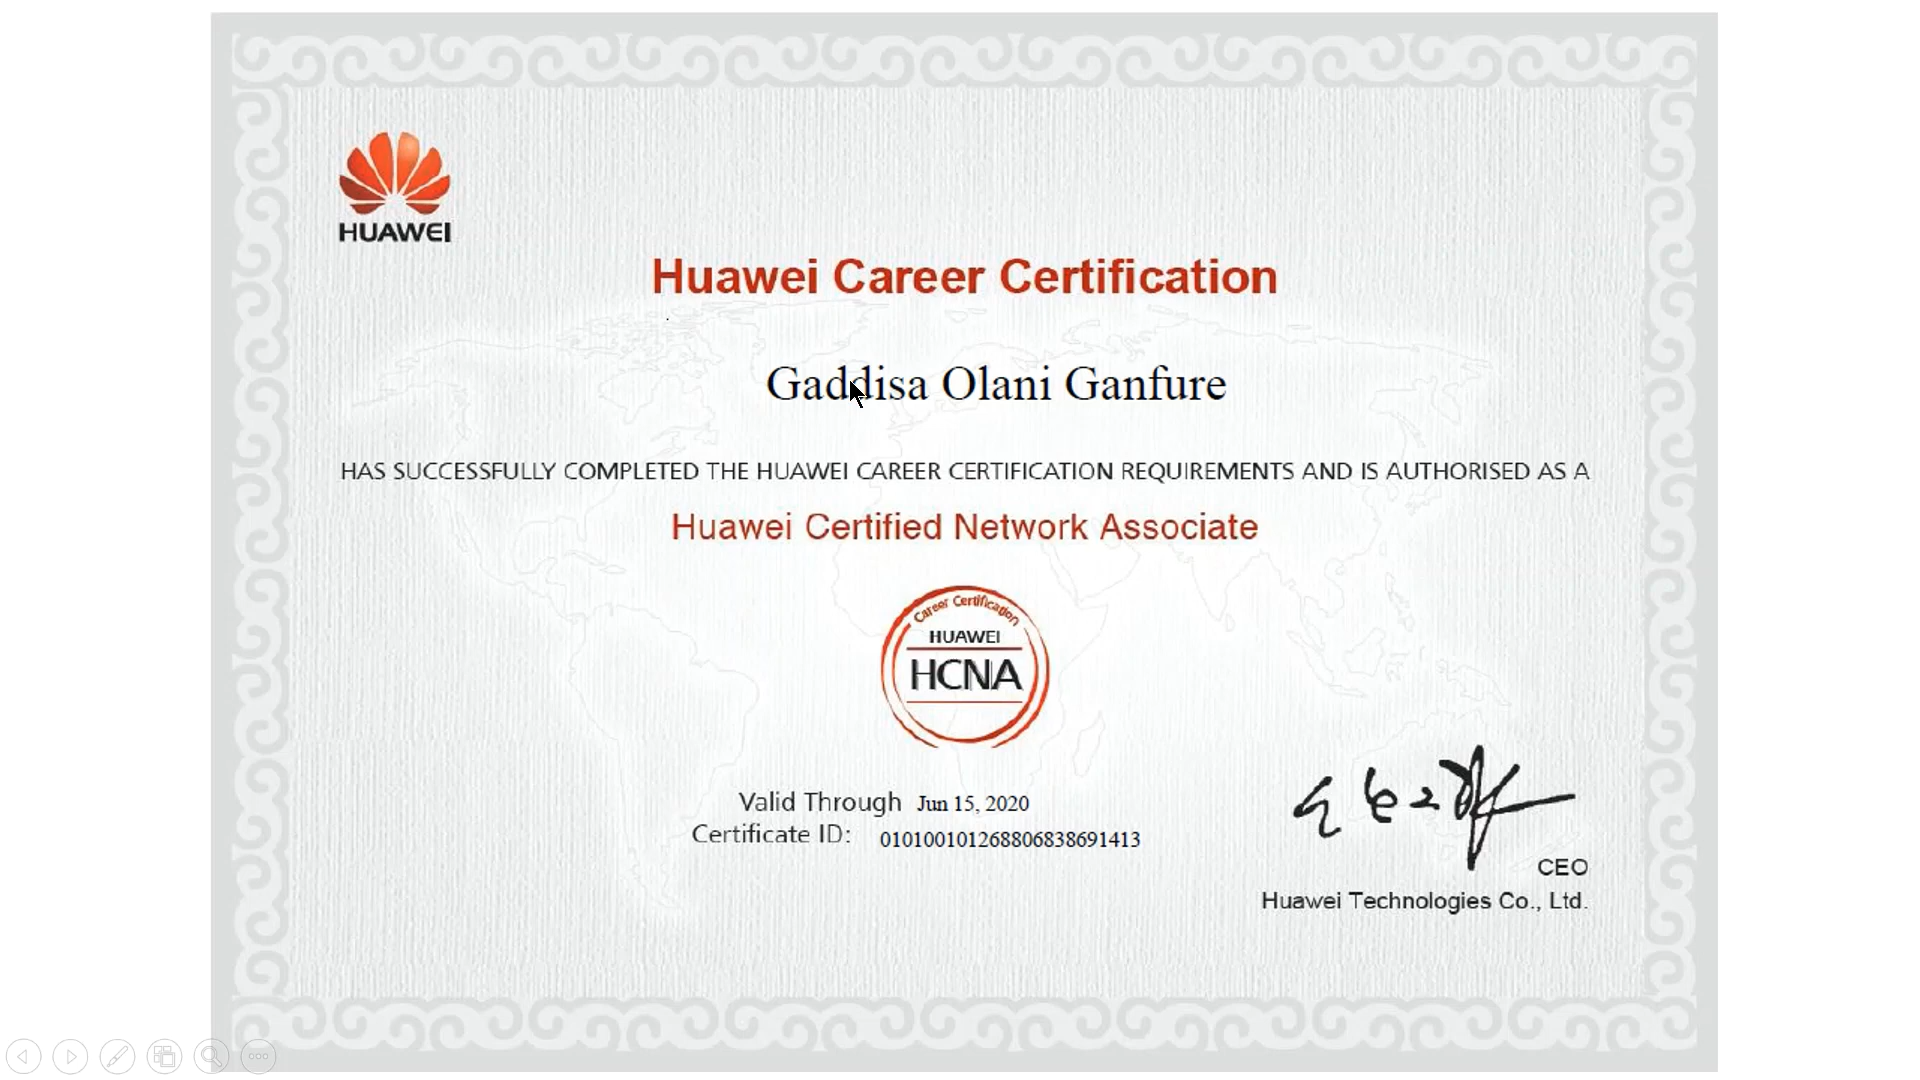 HUAWEI
Huawei Career Certification
Gaddisa Olani Ganfure
HAS SUCCESSFULLY COMPLETED THE HUAWEI CAREER CERTIFICATION REQUIREMENTS AND IS AUTHORISED AS A
Huawei Certified Network Associate
Career Certification
HUAWEI
HCNA
Valid Through Jun 15, 2020
Certificate ID: 010100101268806838691413
CEO
Huawei Technologies Co., Ltd.